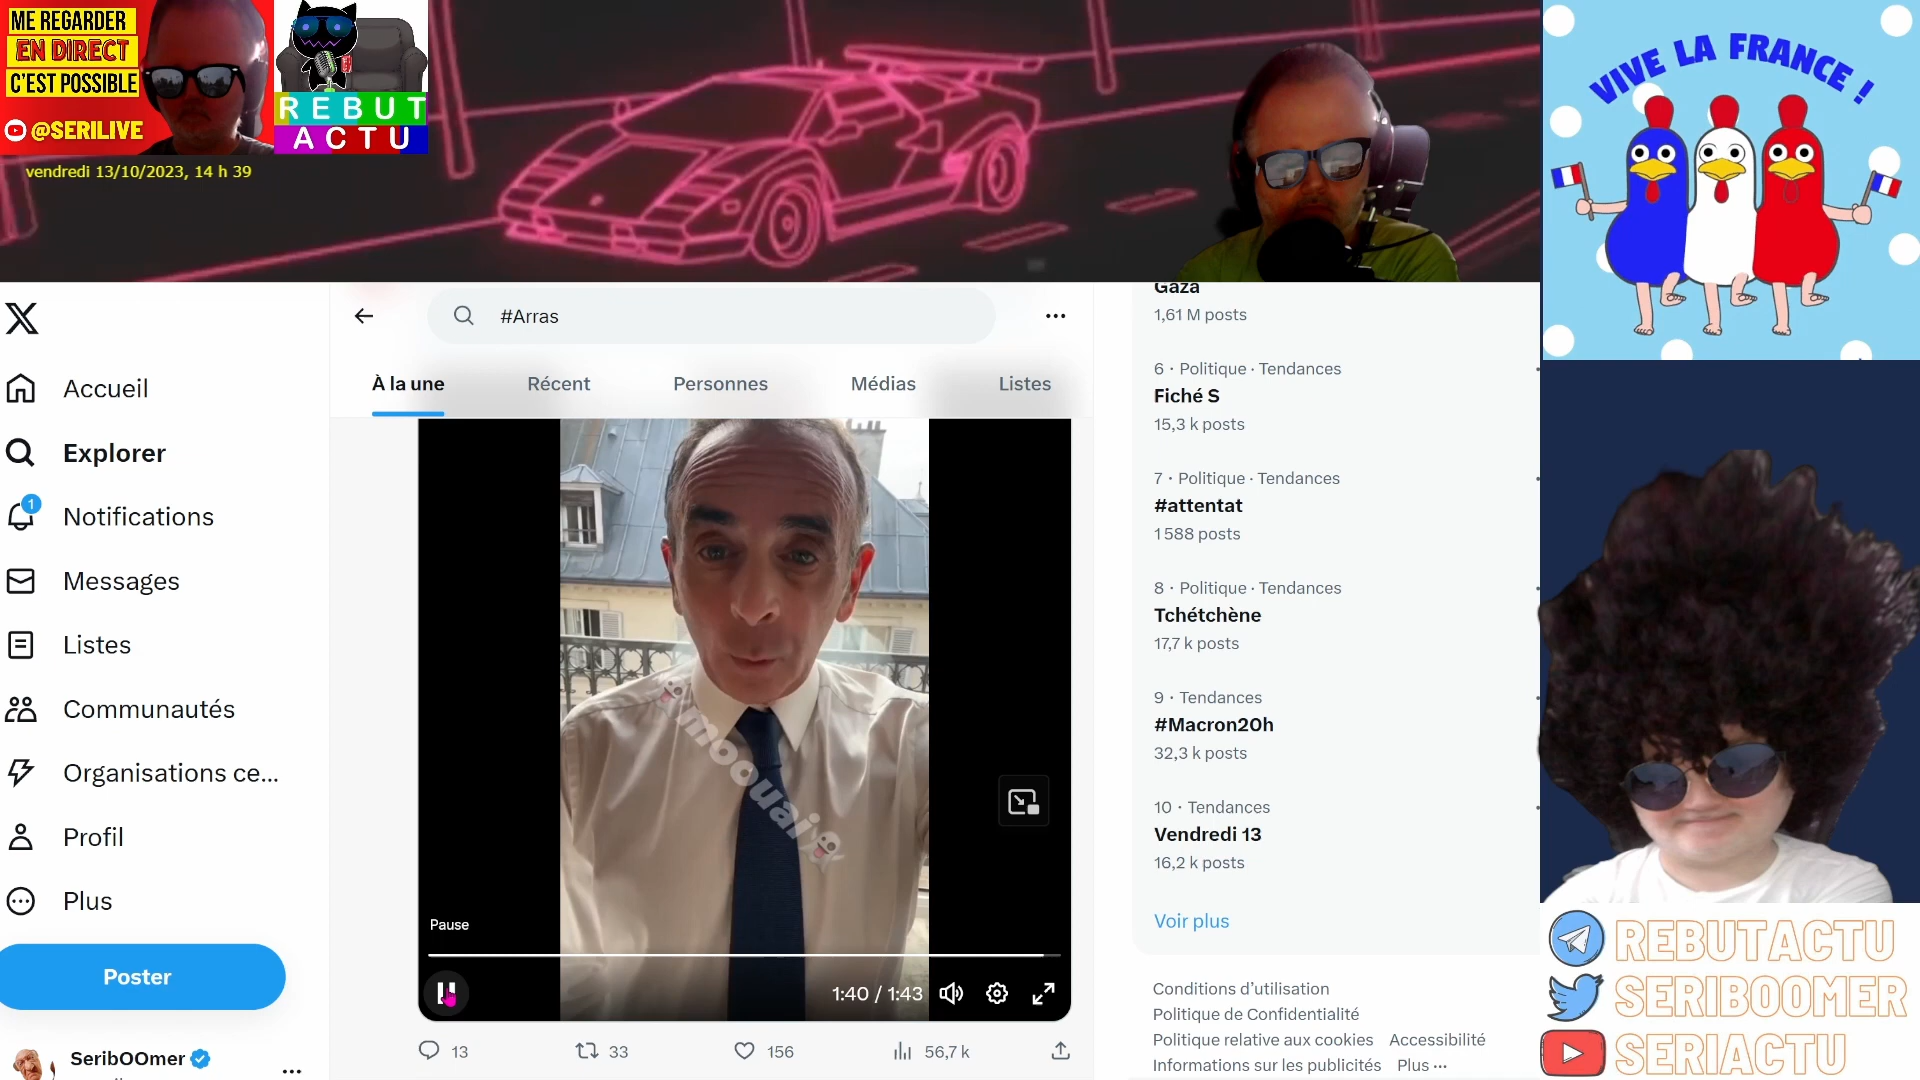 ME REGARDER
EN DIRECT
C'EST POSSIBLE
@SERILIVE
REBUT
ACTU
vendredi 13/10/2023, 14 h 39
VIVE LA FRANCE !
#Arras
À la une
Récent
Personnes
Médias
Listes
Accueil
Explorer
1
Notifications
Messages
Listes
Communautés
Organisations ce...
Profil
Plus
Poster
SeribOOmer
mooouai
Pause
1:40 / 1:43
13
33
156
56,7 k
Gaza
1,61 M posts
6 · Politique · Tendances
Fiché S
15,3 k posts
7 · Politique · Tendances
#attentat
1 588 posts
8 · Politique · Tendances
Tchétchène
17,7 k posts
9 · Tendances
#Macron20h
32,3 k posts
10 · Tendances
Vendredi 13
16,2 k posts
Voir plus
Conditions d'utilisation
Politique de Confidentialité
Politique relative aux cookies Accessibilité
Informations sur les publicités Plus ···
REBUTACTU
SERIBOOMER
SERIACTU